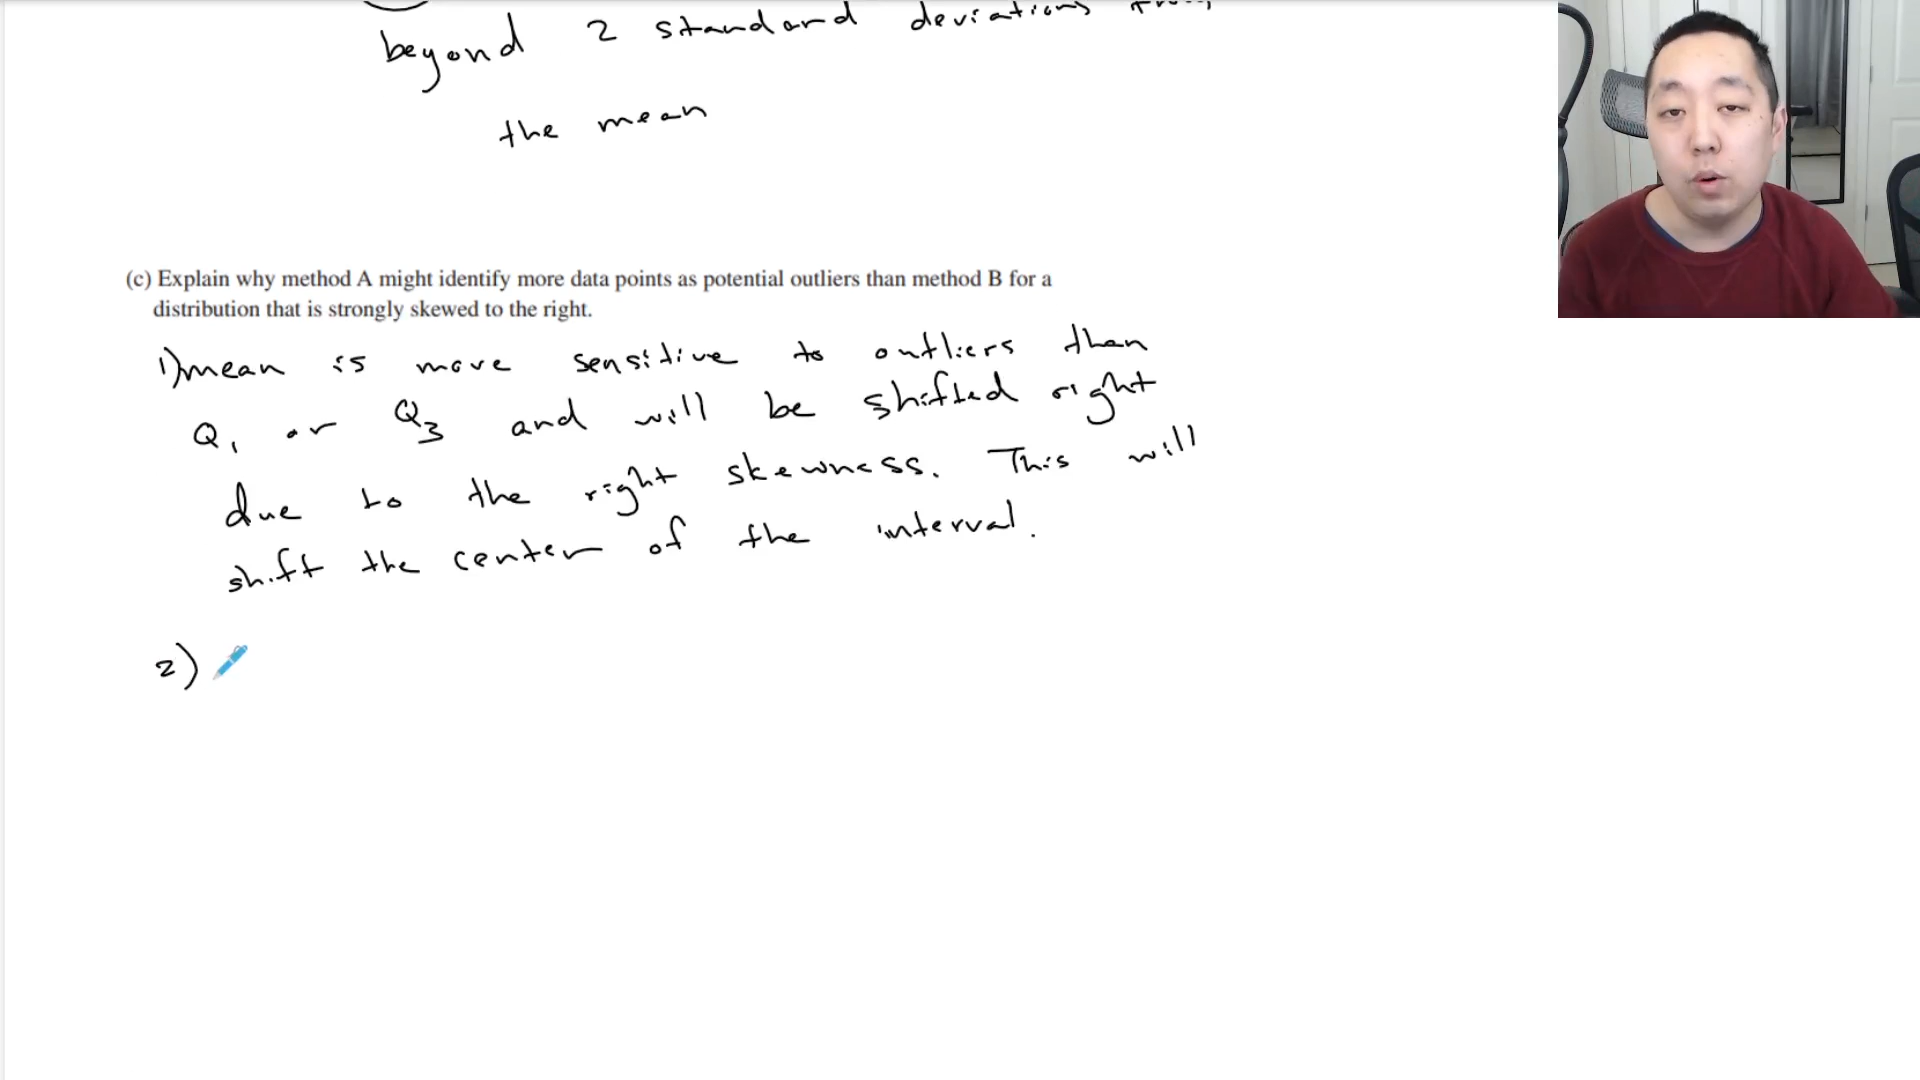 beyond 2 standard deviations from
the mean
(c) Explain why method A might identify more data points as potential outliers than method B for a
distribution that is strongly skewed to the right.
1) mean is more sensitive to outliers than
Q1 or Q3 and will be shifted right
due to the right skewness. This will
shift the center of the interval.
2)